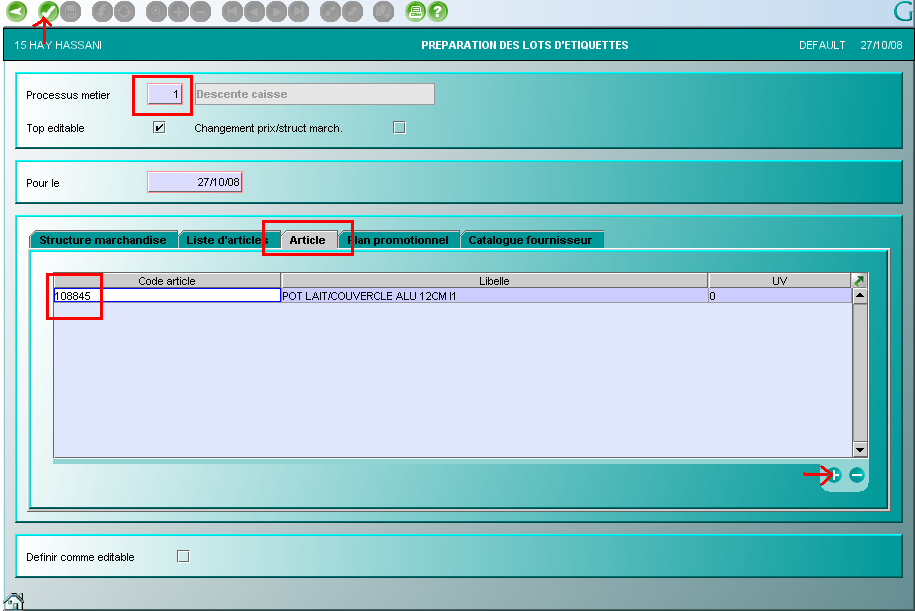 G
15 HAY HASSANI PREPARATION DES LOTS D'ETIQUETTES DEFAULT 27/10/08
Processus metier 1 Descente caisse
Top editable Changement prix/struct march.
Pour le 27/10/08
Structure marchandise Liste d'articles Article Plan promotionnel Catalogue fournisseur
Code article Libelle UV
108845 POT LAIT/COUVERCLE ALU 12CM I1 0
Definir comme editable